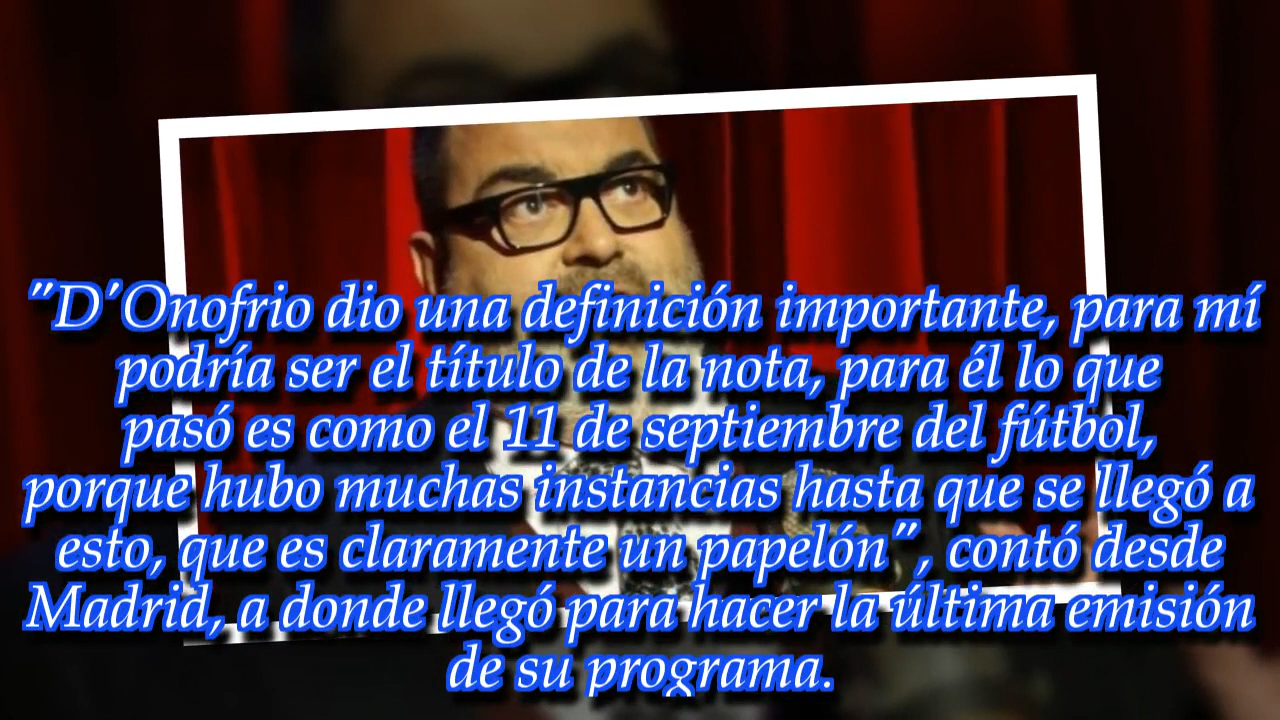 "D'Onofrio dio una definición importante, para mí
podría ser el título de la nota, para él lo que
pasó es como el 11 de septiembre del fútbol,
porque hubo muchas instancias hasta que se llegó a
esto, que es claramente un papelón", contó desde
Madrid, a donde llegó para hacer la última emisión
de su programa.